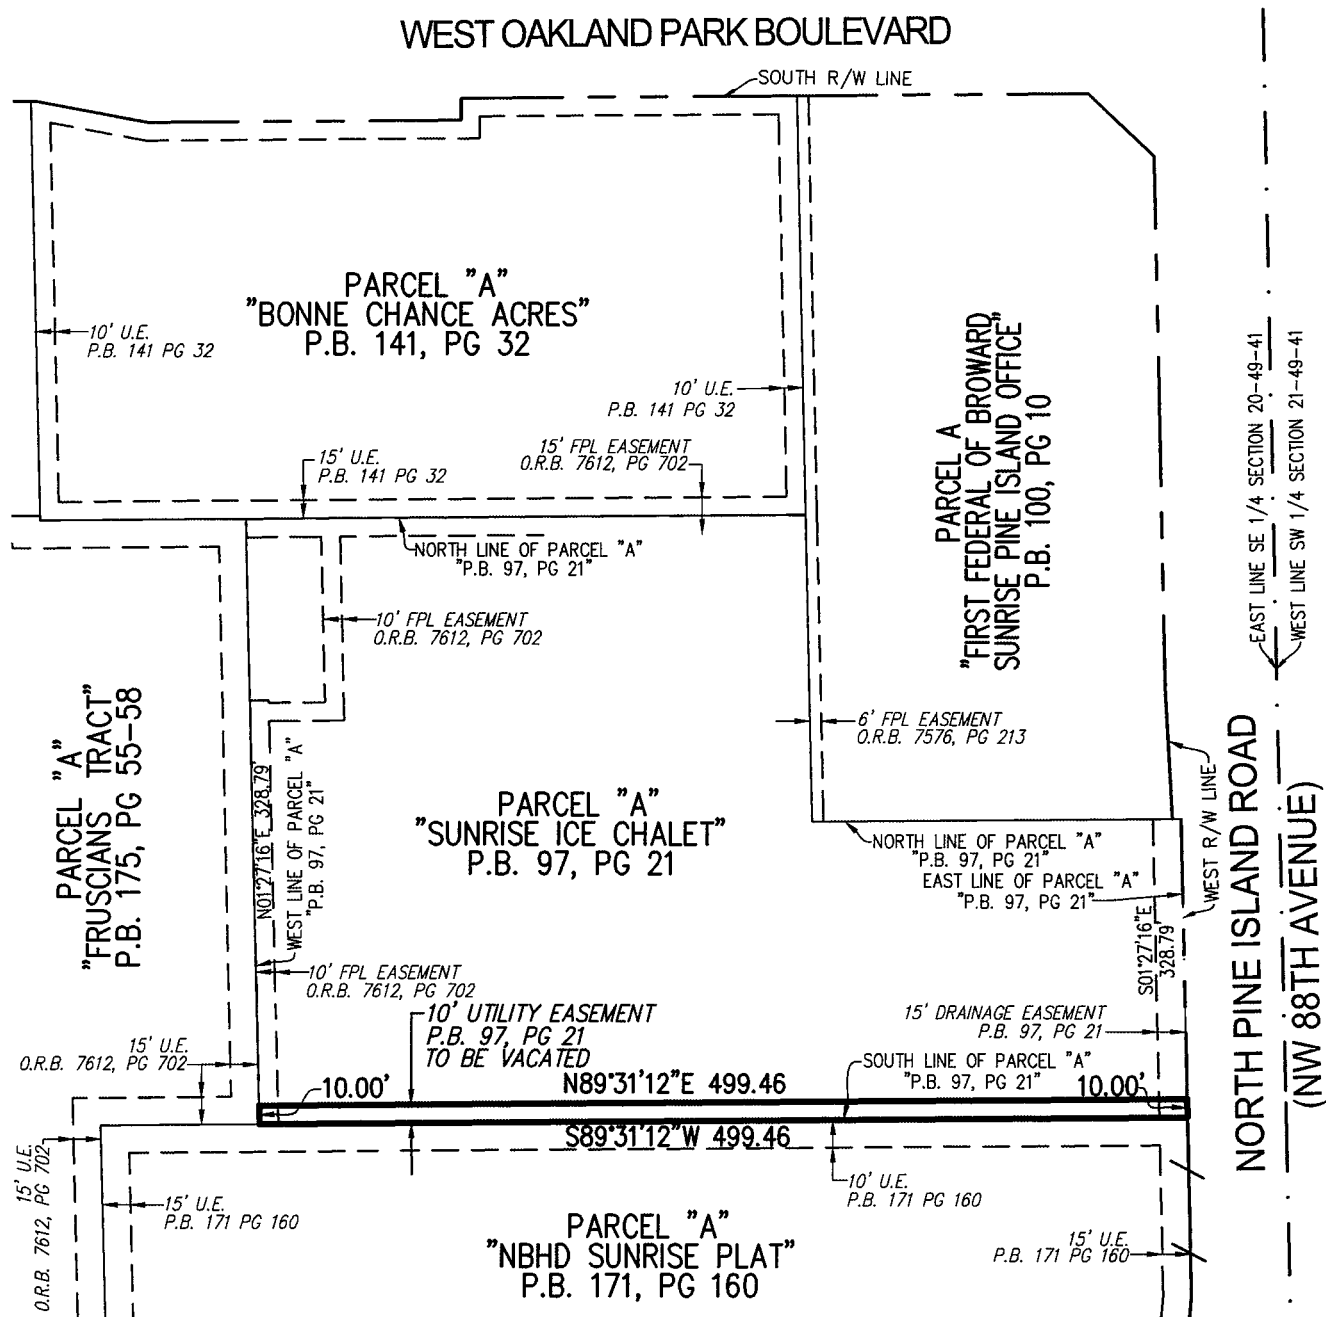 WEST OAKLAND PARK BOULEVARD
SOUTH R/W LINE
PARCEL "A"
"BONNE CHANCE ACRES"
P.B. 141, PG 32
10' U.E.
P.B. 141 PG 32
10' U.E.
P.B. 141 PG 32
15' U.E.
P.B. 141 PG 32
15' FPL EASEMENT
O.R.B. 7612, PG 702
PARCEL A
"FIRST FEDERAL OF BROWARD
SUNRISE PINE ISLAND OFFICE"
P.B. 100, PG 10
EAST LINE SE 1/4 SECTION 20-49-41
WEST LINE SW 1/4 SECTION 21-49-41
NORTH LINE OF PARCEL "A"
"P.B. 97, PG 21"
10' FPL EASEMENT
O.R.B. 7612, PG 702
6' FPL EASEMENT
O.R.B. 7576, PG 213
PARCEL "A"
"FRUSCIANS TRACT"
P.B. 175, PG 55-58
N01°27'16"E 328.79'
WEST LINE OF PARCEL "A"
"P.B. 97, PG 21"
PARCEL "A"
"SUNRISE ICE CHALET"
P.B. 97, PG 21
NORTH LINE OF PARCEL "A"
"P.B. 97, PG 21"
EAST LINE OF PARCEL "A"
"P.B. 97, PG 21"
WEST R/W LINE
S01°27'16"E
328.79'
NORTH PINE ISLAND ROAD
(NW 88TH AVENUE)
10' FPL EASEMENT
O.R.B. 7612, PG 702
10' UTILITY EASEMENT
P.B. 97, PG 21
TO BE VACATED
15' DRAINAGE EASEMENT
P.B. 97, PG 21
15' U.E.
O.R.B. 7612, PG 702
SOUTH LINE OF PARCEL "A"
"P.B. 97, PG 21"
10.00'
N89°31'12"E 499.46
10.00'
S89°31'12"W 499.46
15' U.E.
O.R.B. 7612, PG 702
15' U.E.
P.B. 171 PG 160
10' U.E.
P.B. 171 PG 160
PARCEL "A"
"NBHD SUNRISE PLAT"
P.B. 171, PG 160
15' U.E.
P.B. 171 PG 160